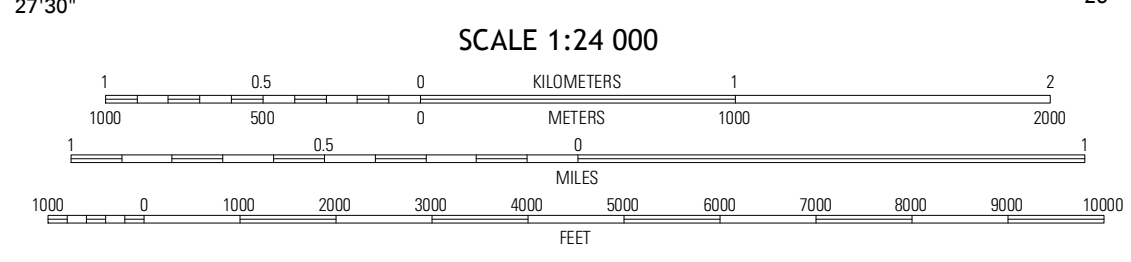 27'30"
SCALE 1:24 000
1 0.5 0 KILOMETERS 1 2
1000 500 0 METERS 1000 2000
1 0.5 0 1
MILES
1000 0 1000 2000 3000 4000 5000 6000 7000 8000 9000 10000
FEET